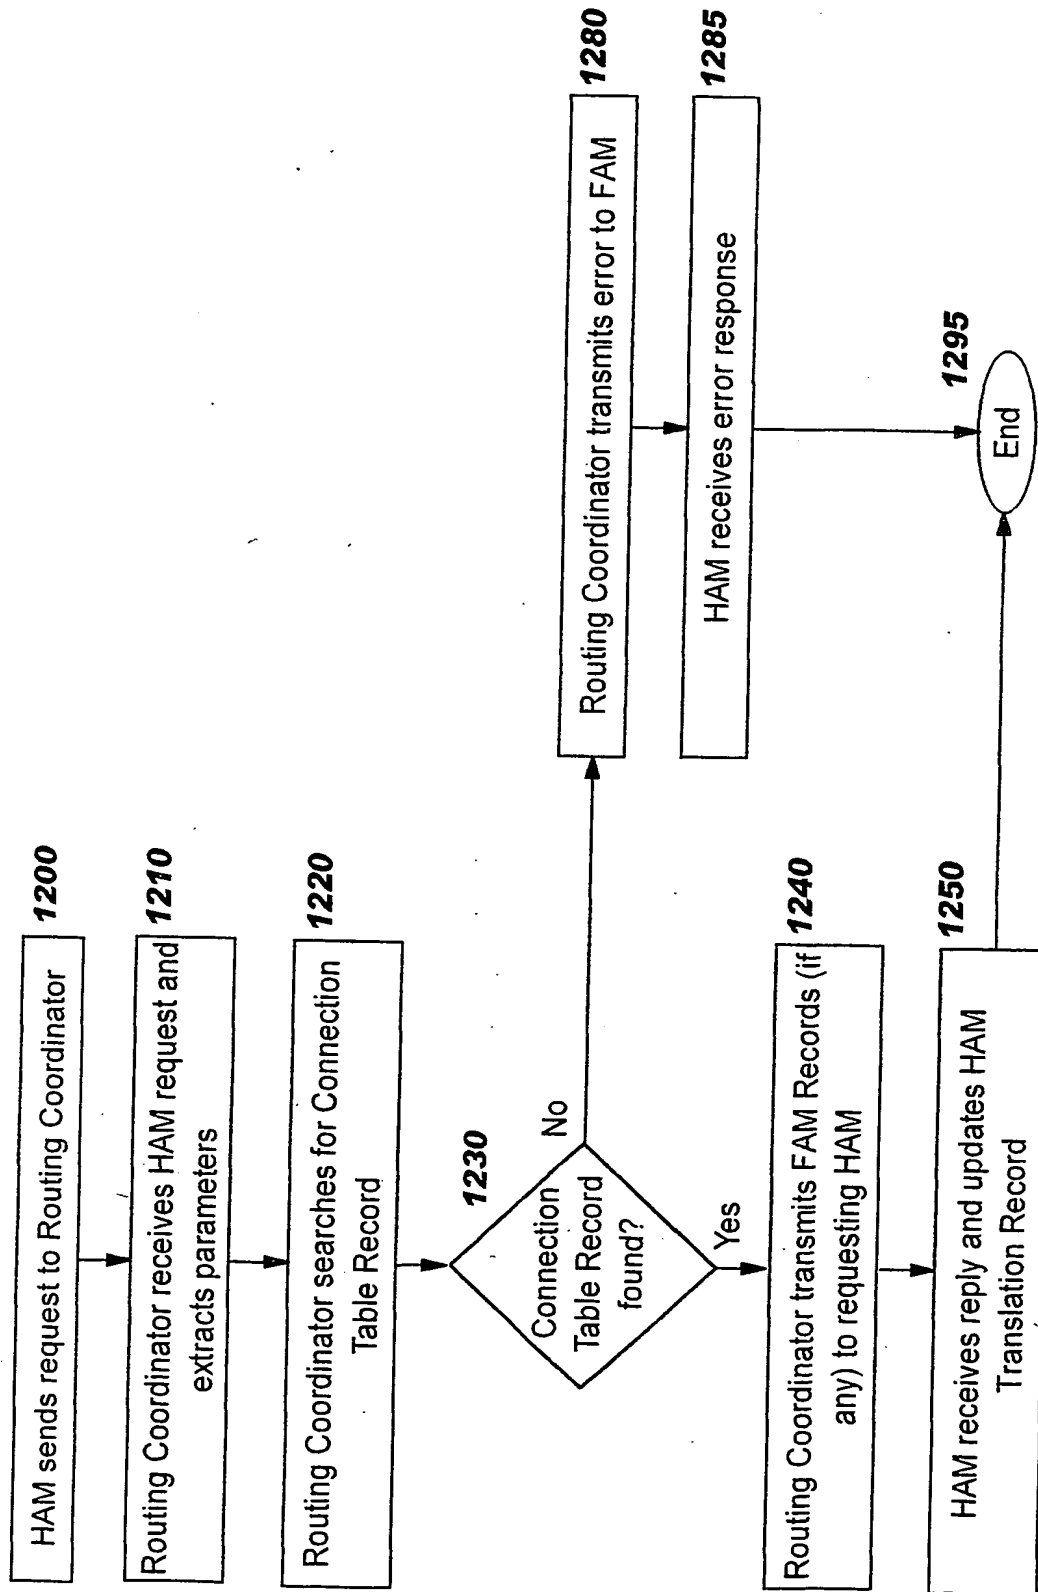 HAM sends request to Routing Coordinator
1200
Routing Coordinator receives HAM request and
extracts parameters
1210
Routing Coordinator searches for Connection
Table Record
1220
Connection
Table Record
found?
1230
No
Yes
Routing Coordinator transmits FAM Records (if
any) to requesting HAM
1240
HAM receives reply and updates HAM
Translation Record
1250
Routing Coordinator transmits error to FAM
1280
HAM receives error response
1285
End
1295